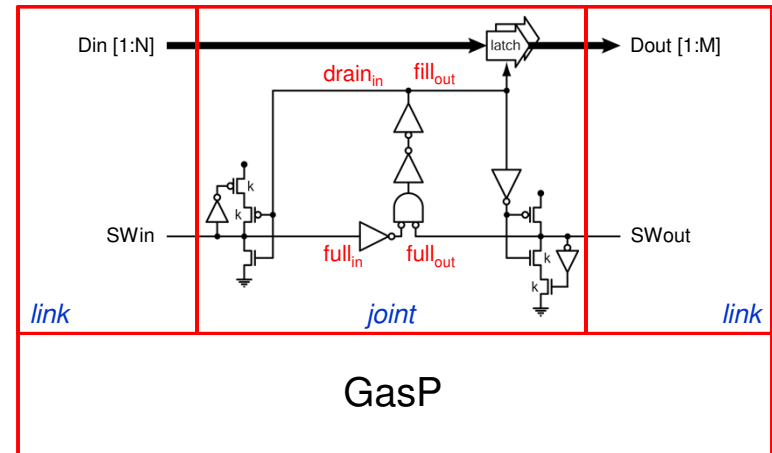 Din [1:N]
latch
Dout [1:M]
drain_in
fill_out
k
k
SWin
full_in
full_out
k
k
SWout
link
joint
link
GasP